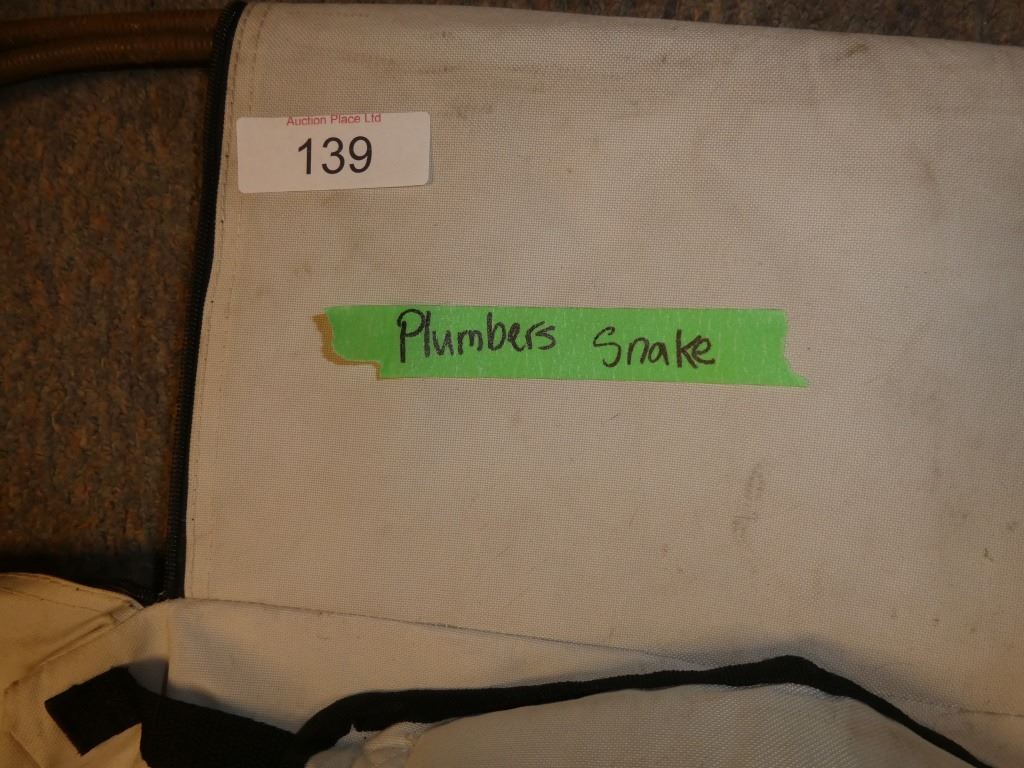 Auction Place Ltd
139
Plumbers Snake